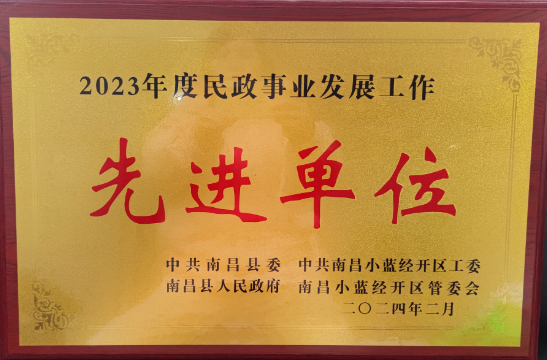 2023年度民政事业发展工作
先进单位
中共南昌县委 中共南昌小蓝经开区工委
南昌县人民政府 南昌小蓝经开区管委会
二〇二四年二月